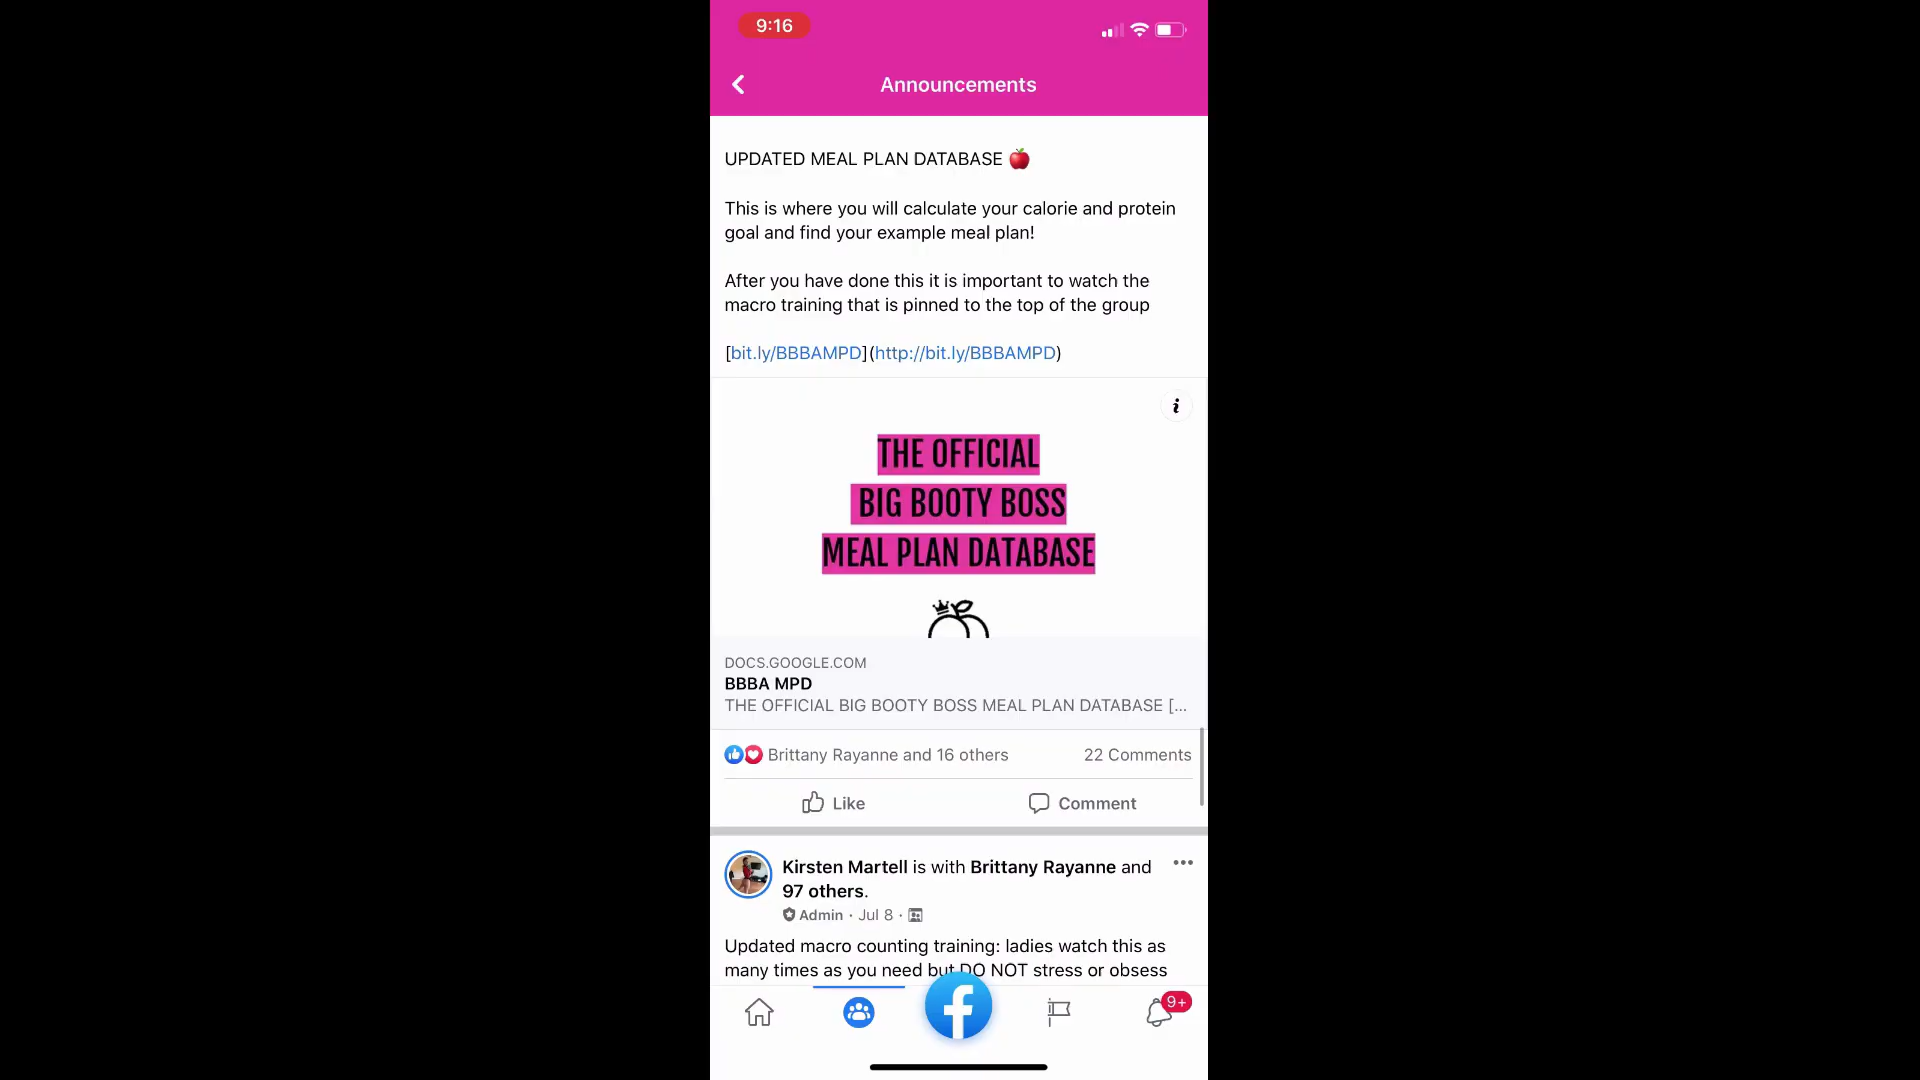 9:16
Announcements
UPDATED MEAL PLAN DATABASE 🍎
This is where you will calculate your calorie and protein
goal and find your example meal plan!
After you have done this it is important to watch the
macro training that is pinned to the top of the group
[bit.ly/BBBAMPD](http://bit.ly/BBBAMPD)
i
THE OFFICIAL
BIG BOOTY BOSS
MEAL PLAN DATABASE
DOCS.GOOGLE.COM
BBBA MPD
THE OFFICIAL BIG BOOTY BOSS MEAL PLAN DATABASE [...
Brittany Rayanne and 16 others
22 Comments
Like
Comment
Kirsten Martell is with Brittany Rayanne and
97 others.
Admin · Jul 8 ·
Updated macro counting training: ladies watch this as
many times as you need but DO NOT stress or obsess
9+